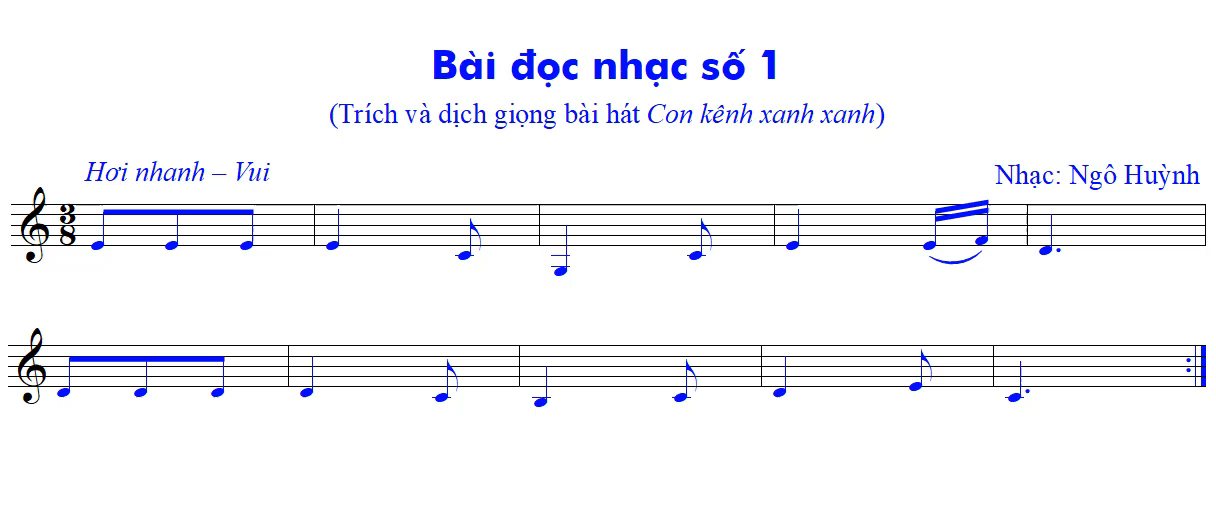 Bài đọc nhạc số 1
(Trích và dịch giọng bài hát Con kênh xanh xanh)
Hơi nhanh – Vui
Nhạc: Ngô Huỳnh
3
8